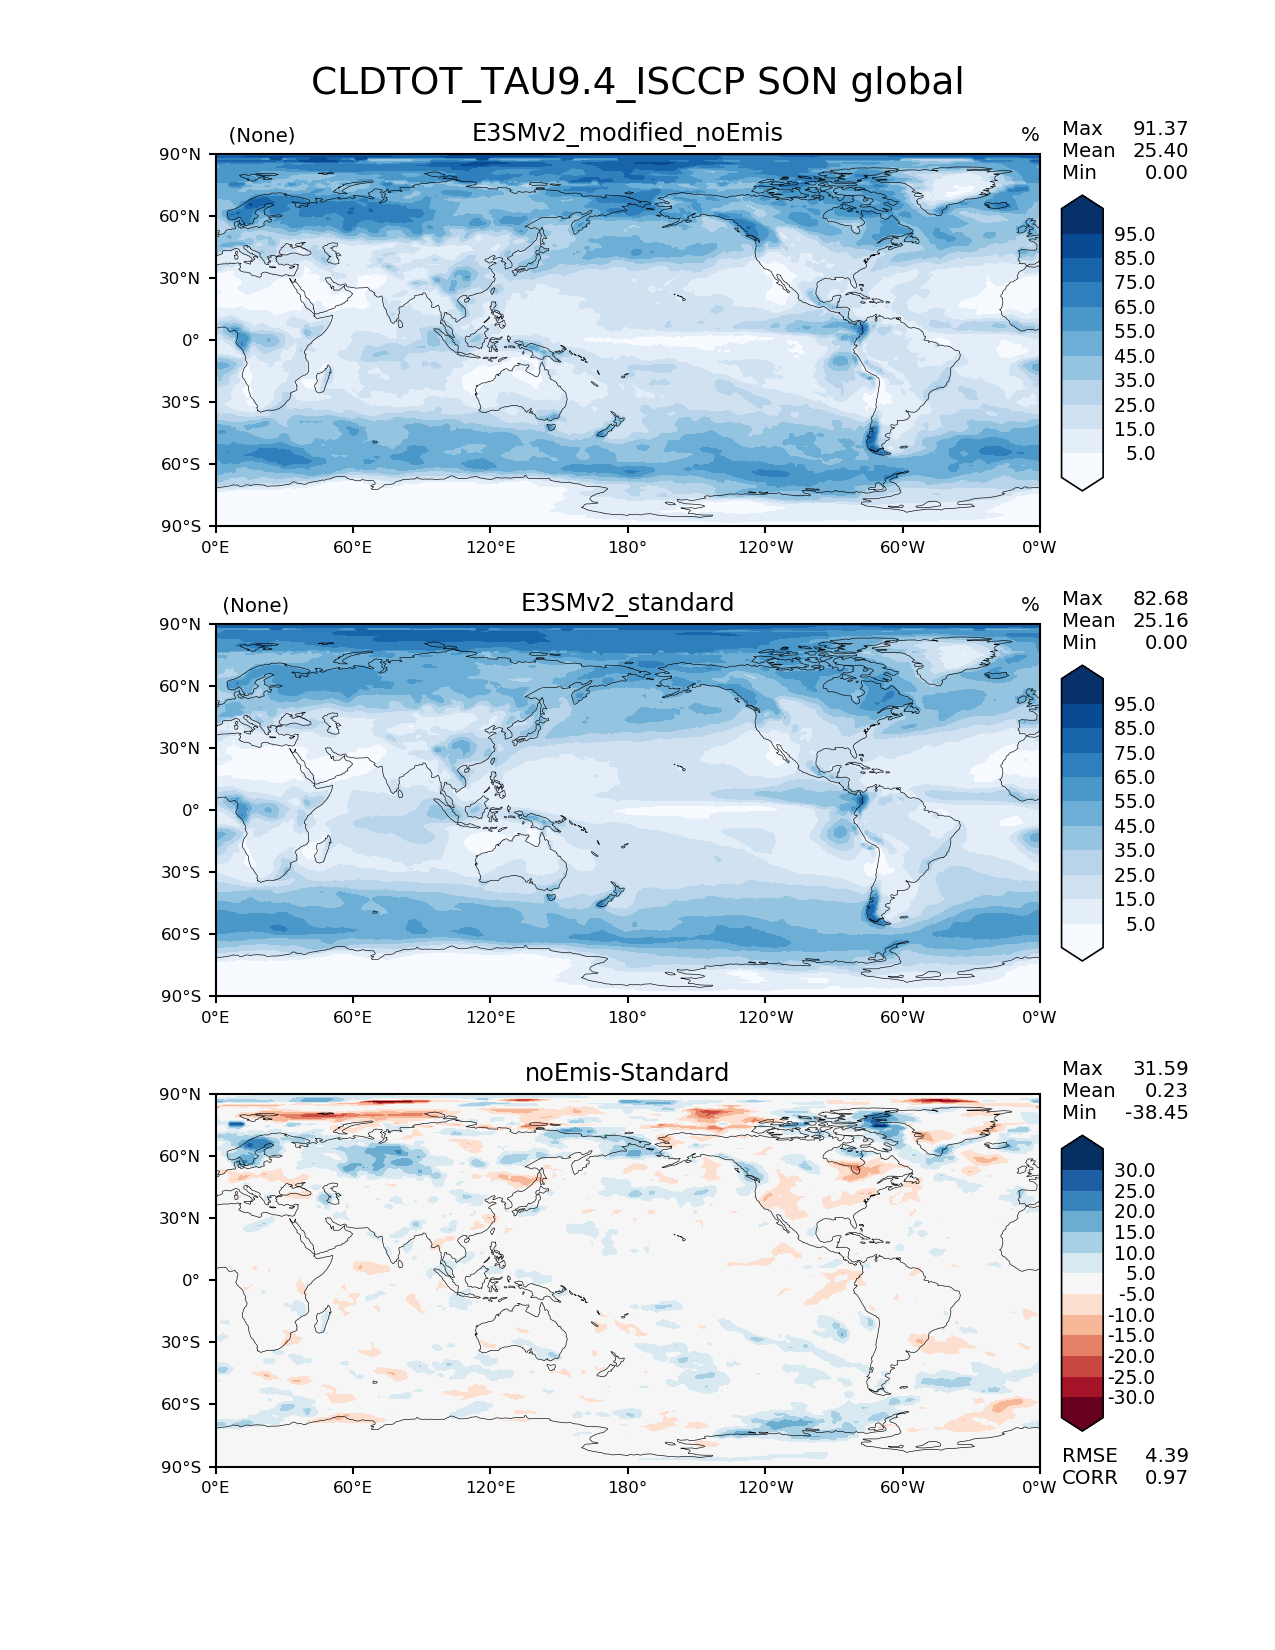 CLDTOT_TAU9.4_ISCCP SON global
(None) E3SMv2_modified_noEmis %
Max 91.37
Mean 25.40
Min 0.00
90°N
60°N
30°N
0°
30°S
60°S
90°S
0°E 60°E 120°E 180° 120°W 60°W 0°W
95.0
85.0
75.0
65.0
55.0
45.0
35.0
25.0
15.0
5.0
(None) E3SMv2_standard %
Max 82.68
Mean 25.16
Min 0.00
90°N
60°N
30°N
0°
30°S
60°S
90°S
0°E 60°E 120°E 180° 120°W 60°W 0°W
95.0
85.0
75.0
65.0
55.0
45.0
35.0
25.0
15.0
5.0
noEmis-Standard
Max 31.59
Mean 0.23
Min -38.45
90°N
60°N
30°N
0°
30°S
60°S
90°S
0°E 60°E 120°E 180° 120°W 60°W 0°W
30.0
25.0
20.0
15.0
10.0
5.0
-5.0
-10.0
-15.0
-20.0
-25.0
-30.0
RMSE 4.39
CORR 0.97